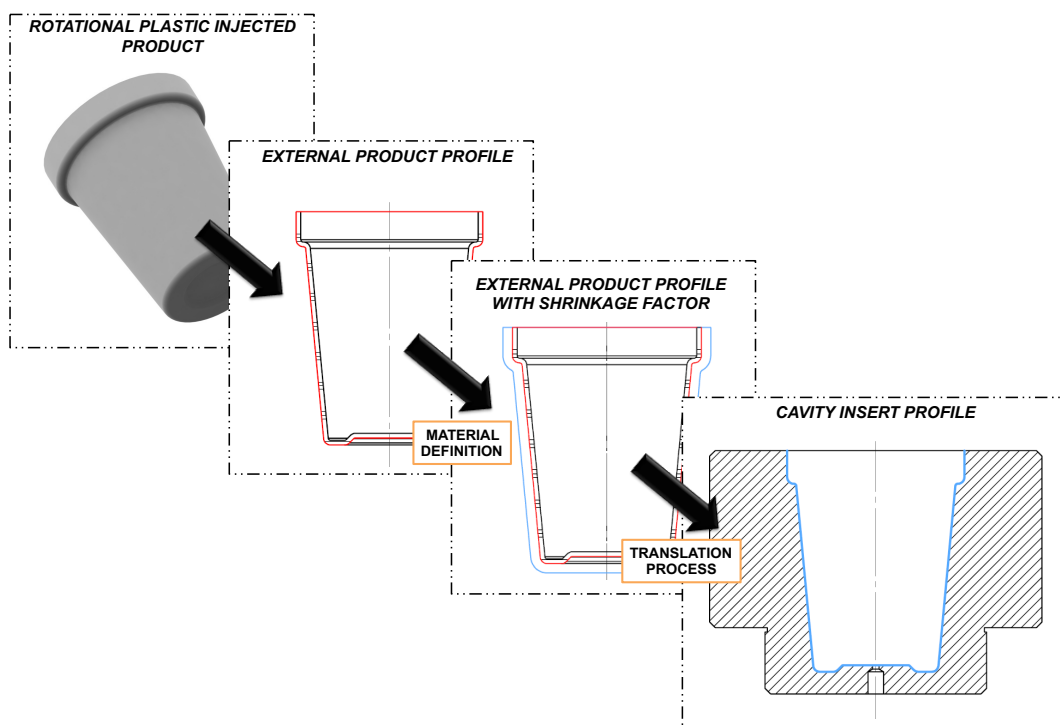 ROTATIONAL PLASTIC INJECTED
PRODUCT
EXTERNAL PRODUCT PROFILE
MATERIAL
DEFINITION
EXTERNAL PRODUCT PROFILE
WITH SHRINKAGE FACTOR
TRANSLATION
PROCESS
CAVITY INSERT PROFILE